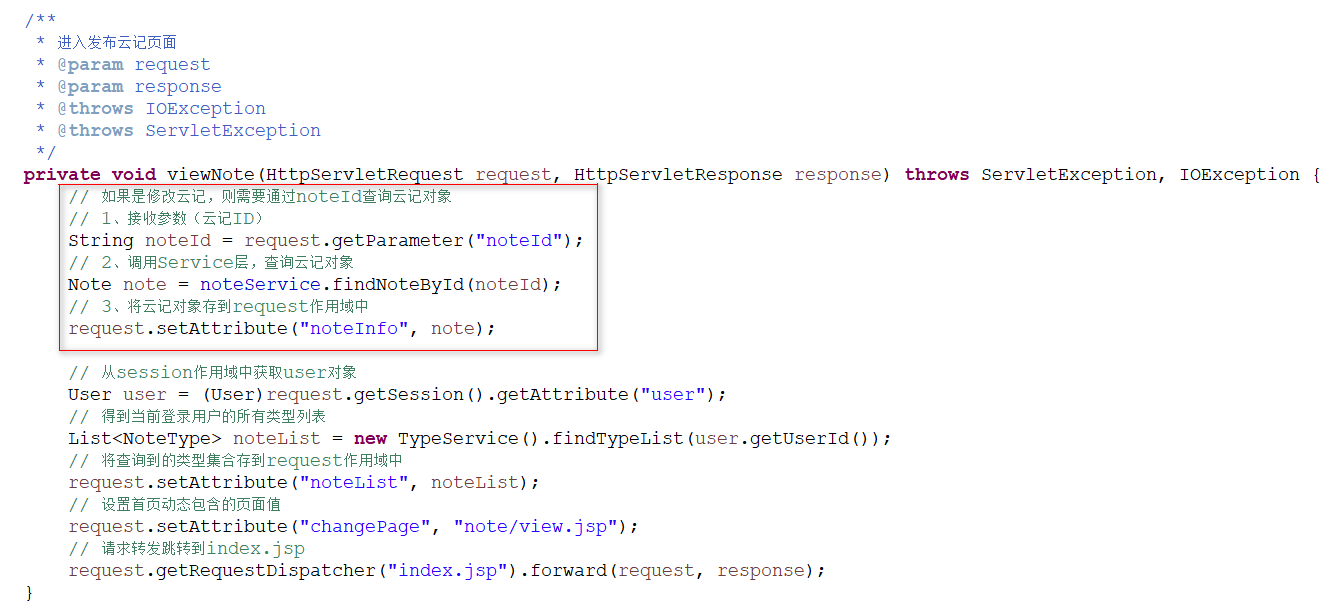 /**
 * 进入发布云记页面
 * @param request
 * @param response
 * @throws IOException
 * @throws ServletException
 */
private void viewNote(HttpServletRequest request, HttpServletResponse response) throws ServletException, IOException {
    // 如果是修改云记，则需要通过noteId查询云记对象
    // 1、接收参数（云记ID）
    String noteId = request.getParameter("noteId");
    // 2、调用Service层，查询云记对象
    Note note = noteService.findNoteById(noteId);
    // 3、将云记对象存到request作用域中
    request.setAttribute("noteInfo", note);
    // 从session作用域中获取user对象
    User user = (User)request.getSession().getAttribute("user");
    // 得到当前登录用户的所有类型列表
    List<NoteType> noteList = new TypeService().findTypeList(user.getUserId());
    // 将查询到的类型集合存到request作用域中
    request.setAttribute("noteList", noteList);
    // 设置首页动态包含的页面值
    request.setAttribute("changePage", "note/view.jsp");
    // 请求转发跳转到index.jsp
    request.getRequestDispatcher("index.jsp").forward(request, response);
}